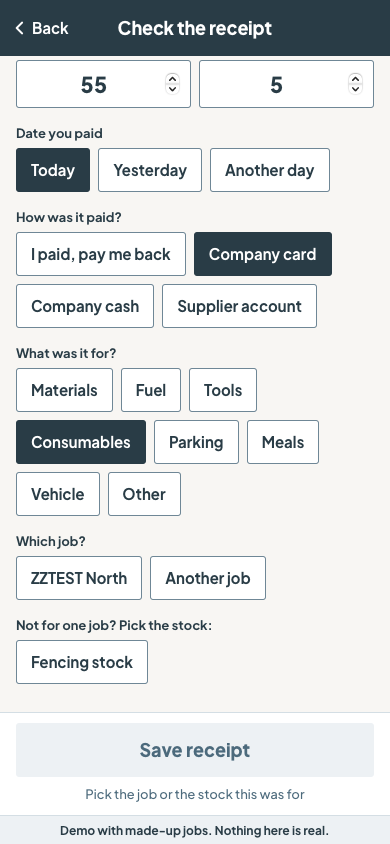 Back
Check the receipt
55
5
Date you paid
Today
Yesterday
Another day
How was it paid?
I paid, pay me back
Company card
Company cash
Supplier account
What was it for?
Materials
Fuel
Tools
Consumables
Parking
Meals
Vehicle
Other
Which job?
ZZTEST North
Another job
Not for one job? Pick the stock:
Fencing stock
Save receipt
Pick the job or the stock this was for
Demo with made-up jobs. Nothing here is real.